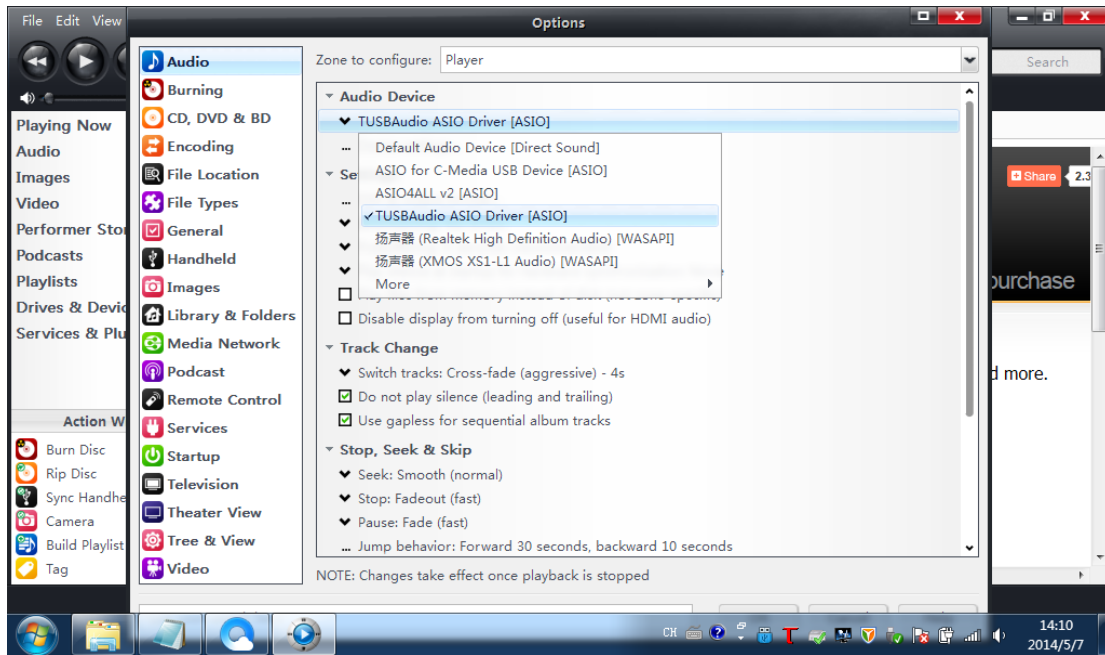 File Edit View
Options
Search
Playing Now
Audio
Images
Video
Performer Sto
Podcasts
Playlists
Drives & Devic
Services & Plu
Action W
Burn Disc
Rip Disc
Sync Handhe
Camera
Build Playlist
Tag
Audio
Burning
CD, DVD & BD
Encoding
File Location
File Types
General
Handheld
Images
Library & Folders
Media Network
Podcast
Remote Control
Services
Startup
Television
Theater View
Tree & View
Video
Zone to configure: Player
Audio Device
TUSBAudio ASIO Driver [ASIO]
Default Audio Device [Direct Sound]
ASIO for C-Media USB Device [ASIO]
ASIO4ALL v2 [ASIO]
TUSBAudio ASIO Driver [ASIO]
扬声器 (Realtek High Definition Audio) [WASAPI]
扬声器 (XMOS XS1-L1 Audio) [WASAPI]
More
Se
Disable display from turning off (useful for HDMI audio)
Track Change
Switch tracks: Cross-fade (aggressive) - 4s
Do not play silence (leading and trailing)
Use gapless for sequential album tracks
Stop, Seek & Skip
Seek: Smooth (normal)
Stop: Fadeout (fast)
Pause: Fade (fast)
... Jump behavior: Forward 30 seconds, backward 10 seconds
NOTE: Changes take effect once playback is stopped
Share 2.3
purchase
d more.
CH
14:10
2014/5/7